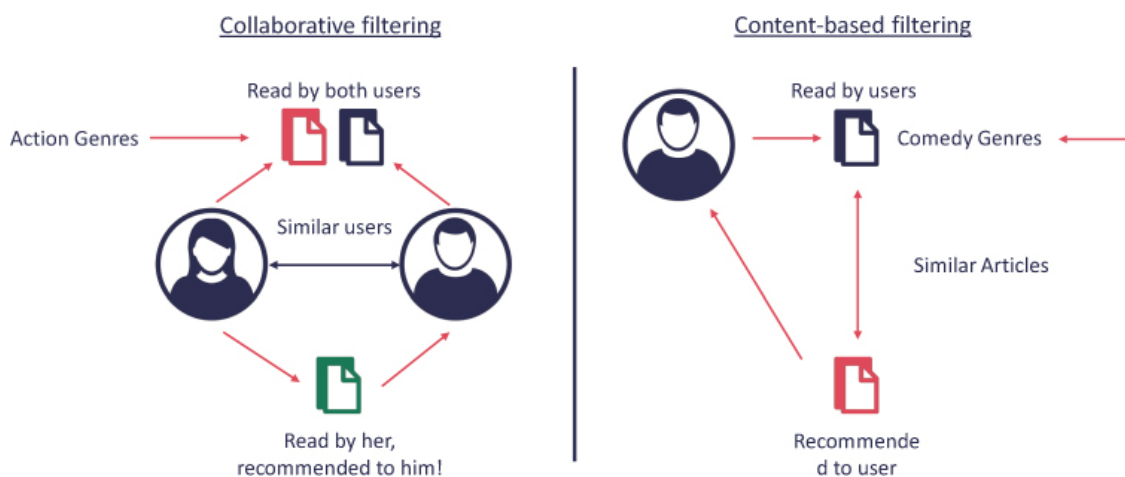 Collaborative filtering
Read by both users
Action Genres
Similar users
Read by her,
recommended to him!
Content-based filtering
Read by users
Comedy Genres
Similar Articles
Recommende
d to user